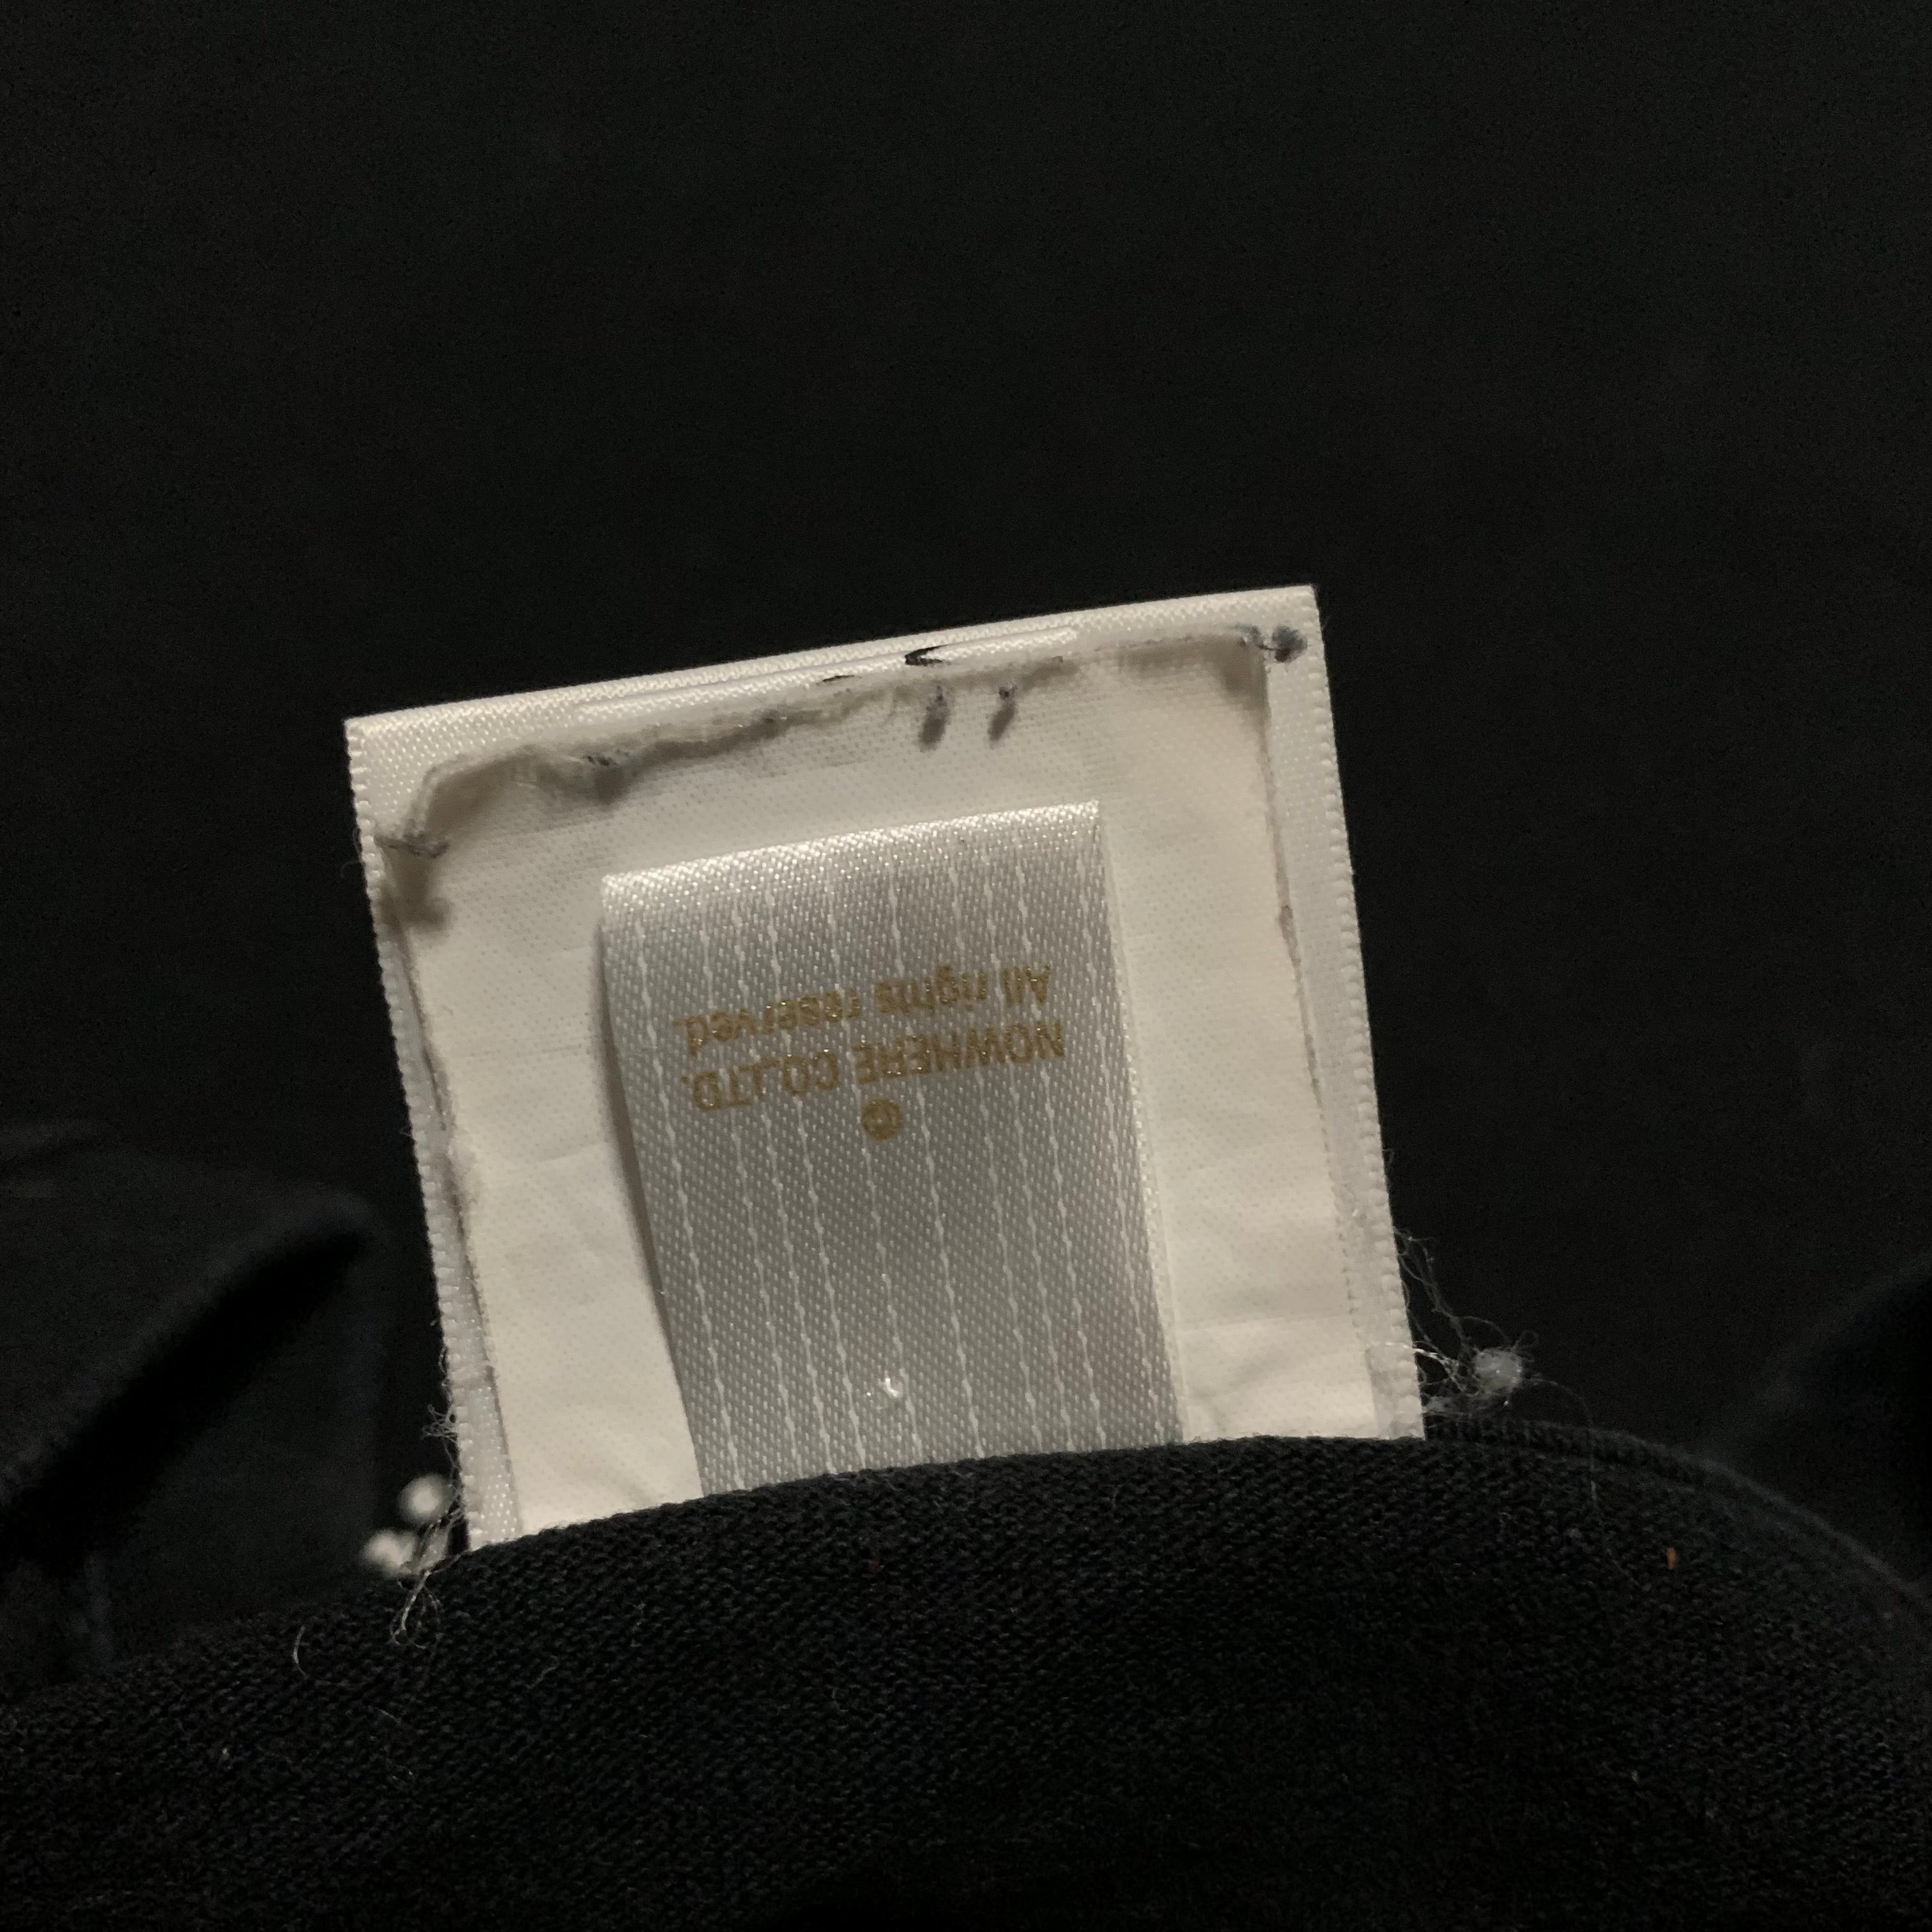 ©
NOWHERE CO.,LTD.
All rights reserved.